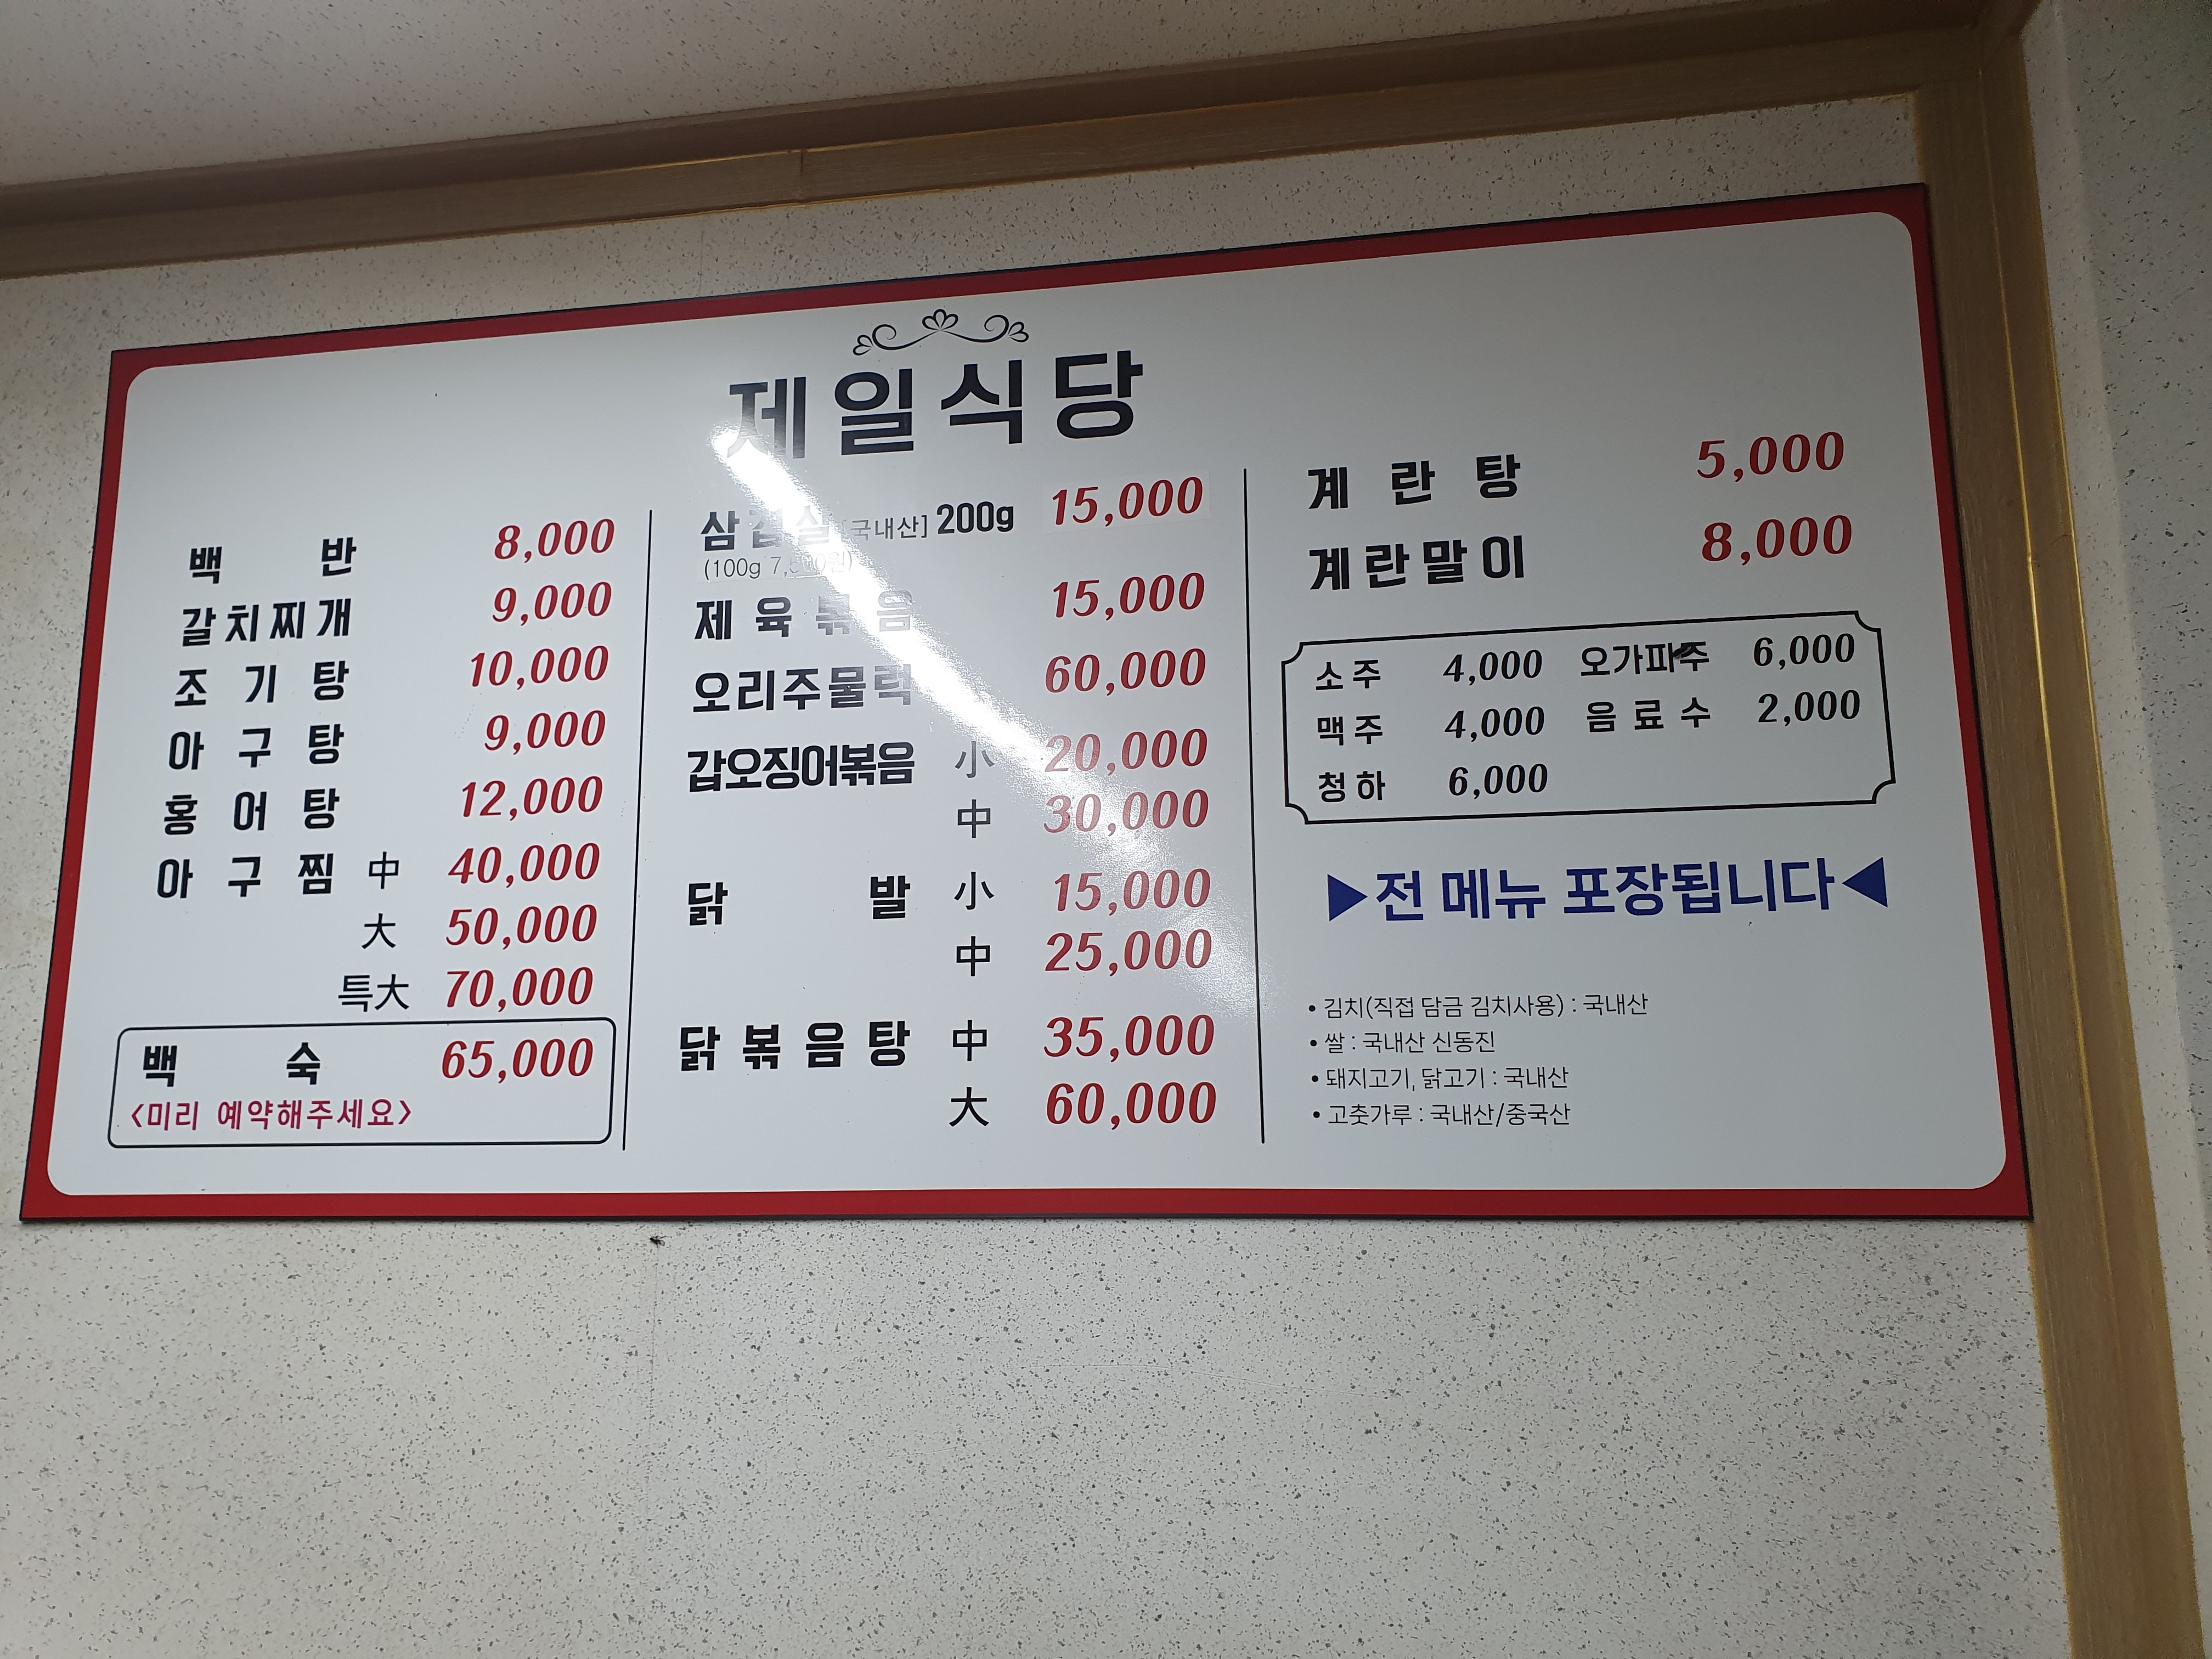 제일식당
백반 8,000
갈치찌개 9,000
조기탕 10,000
아구탕 9,000
홍어탕 12,000
아구찜 中 40,000
大 50,000
特大 70,000
백숙 65,000
<미리 예약해주세요>
삼겹살[국내산] 200g 15,000
(100g 7,500원)
제육볶음 15,000
오리주물럭 60,000
갑오징어볶음 小 20,000
中 30,000
닭발 小 15,000
中 25,000
닭볶음탕 中 35,000
大 60,000
계란탕 5,000
계란말이 8,000
소주 4,000 오가피주 6,000
맥주 4,000 음료수 2,000
청하 6,000
▶전 메뉴 포장됩니다◀
• 김치(직접 담금 김치사용) : 국내산
• 쌀 : 국내산 신동진
• 돼지고기, 닭고기 : 국내산
• 고춧가루 : 국내산/중국산